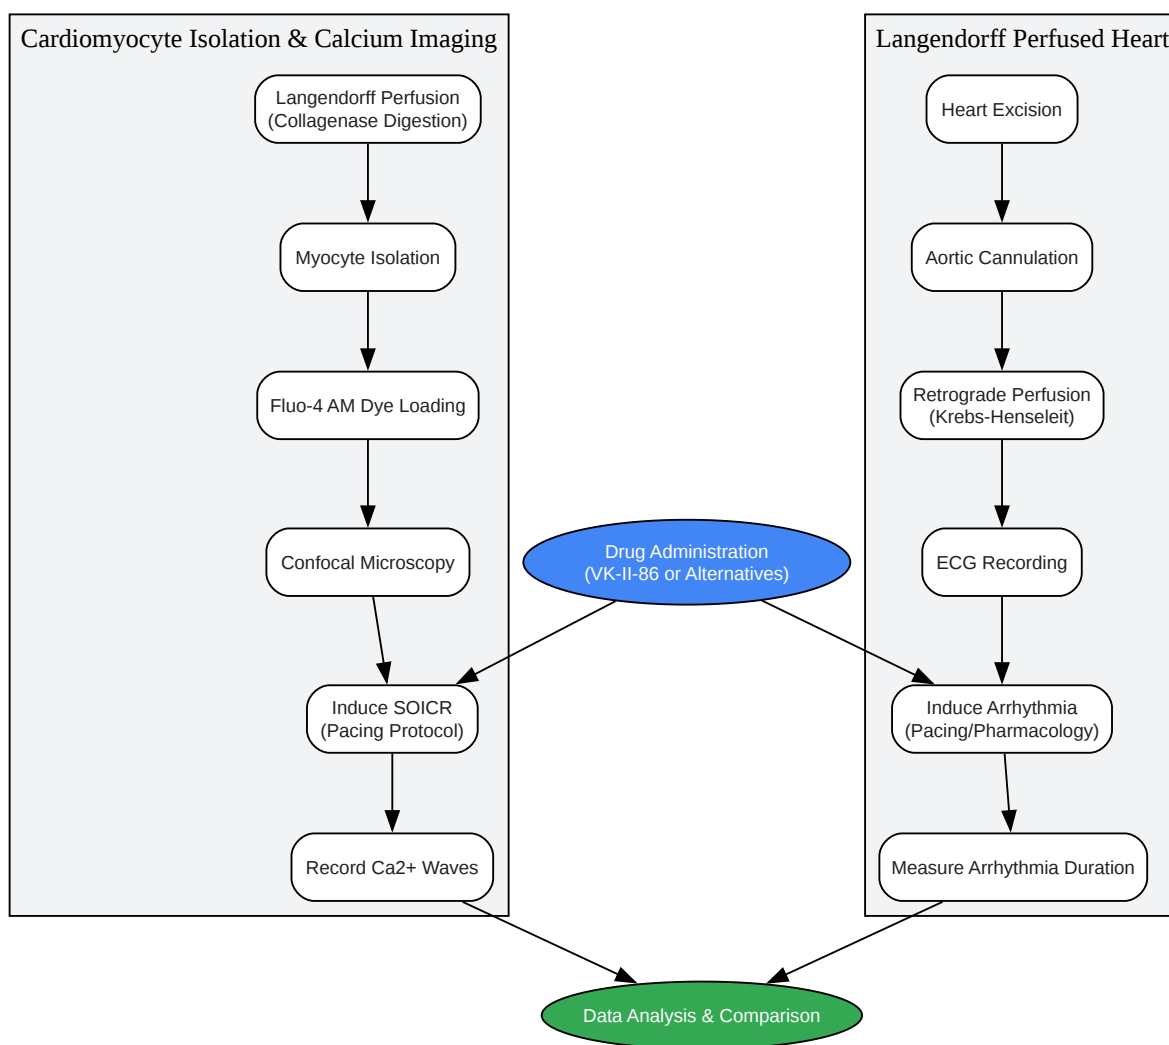 Cardiomyocyte Isolation & Calcium Imaging
Langendorff Perfusion
(Collagenase Digestion)
Myocyte Isolation
Fluo-4 AM Dye Loading
Confocal Microscopy
Induce SOICR
(Pacing Protocol)
Record Ca2+ Waves
Drug Administration
(VK-II-86 or Alternatives)
Langendorff Perfused Heart
Heart Excision
Aortic Cannulation
Retrograde Perfusion
(Krebs-Henseleit)
ECG Recording
Induce Arrhythmia
(Pacing/Pharmacology)
Measure Arrhythmia Duration
Data Analysis & Comparison